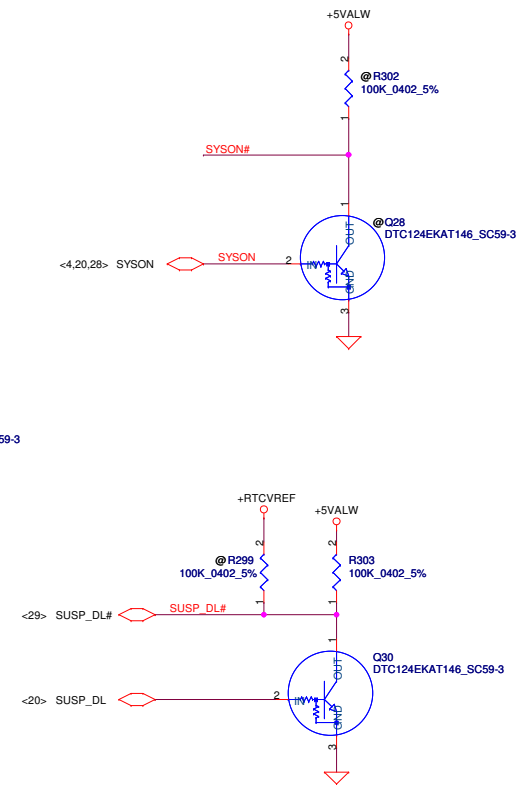 +5VALW
2
@R302
100K_0402_5%
1
SYSON#
1
@Q28
DTC124EKAT146_SC59-3
OUT
<4,20,28> SYSON
SYSON
2
IN
GND
3
59-3
+RTCVREF
+5VALW
2
2
@R299
100K_0402_5%
R303
100K_0402_5%
1
1
<29> SUSP_DL#
SUSP_DL#
1
Q30
DTC124EKAT146_SC59-3
OUT
<20> SUSP_DL
2
IN
GND
3